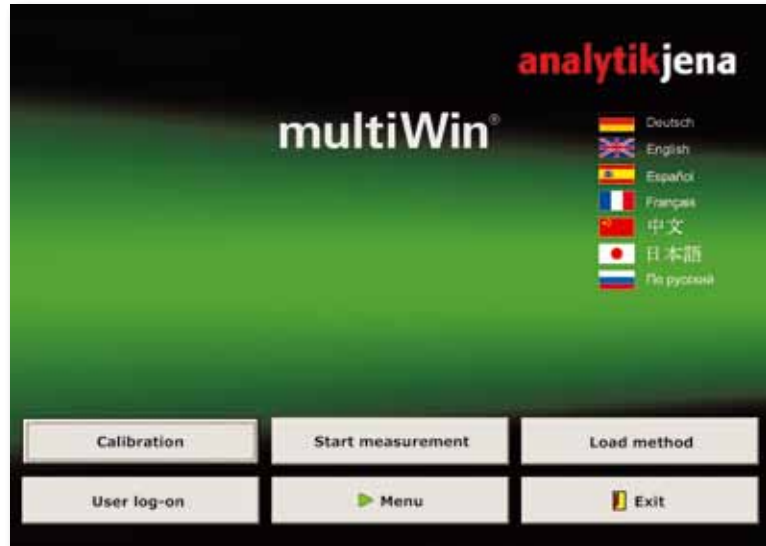 analytikjena
multiWin®
Deutsch
English
Español
Français
中文
日本語
По русский
Calibration
Start measurement
Load method
User log-on
Menu
Exit